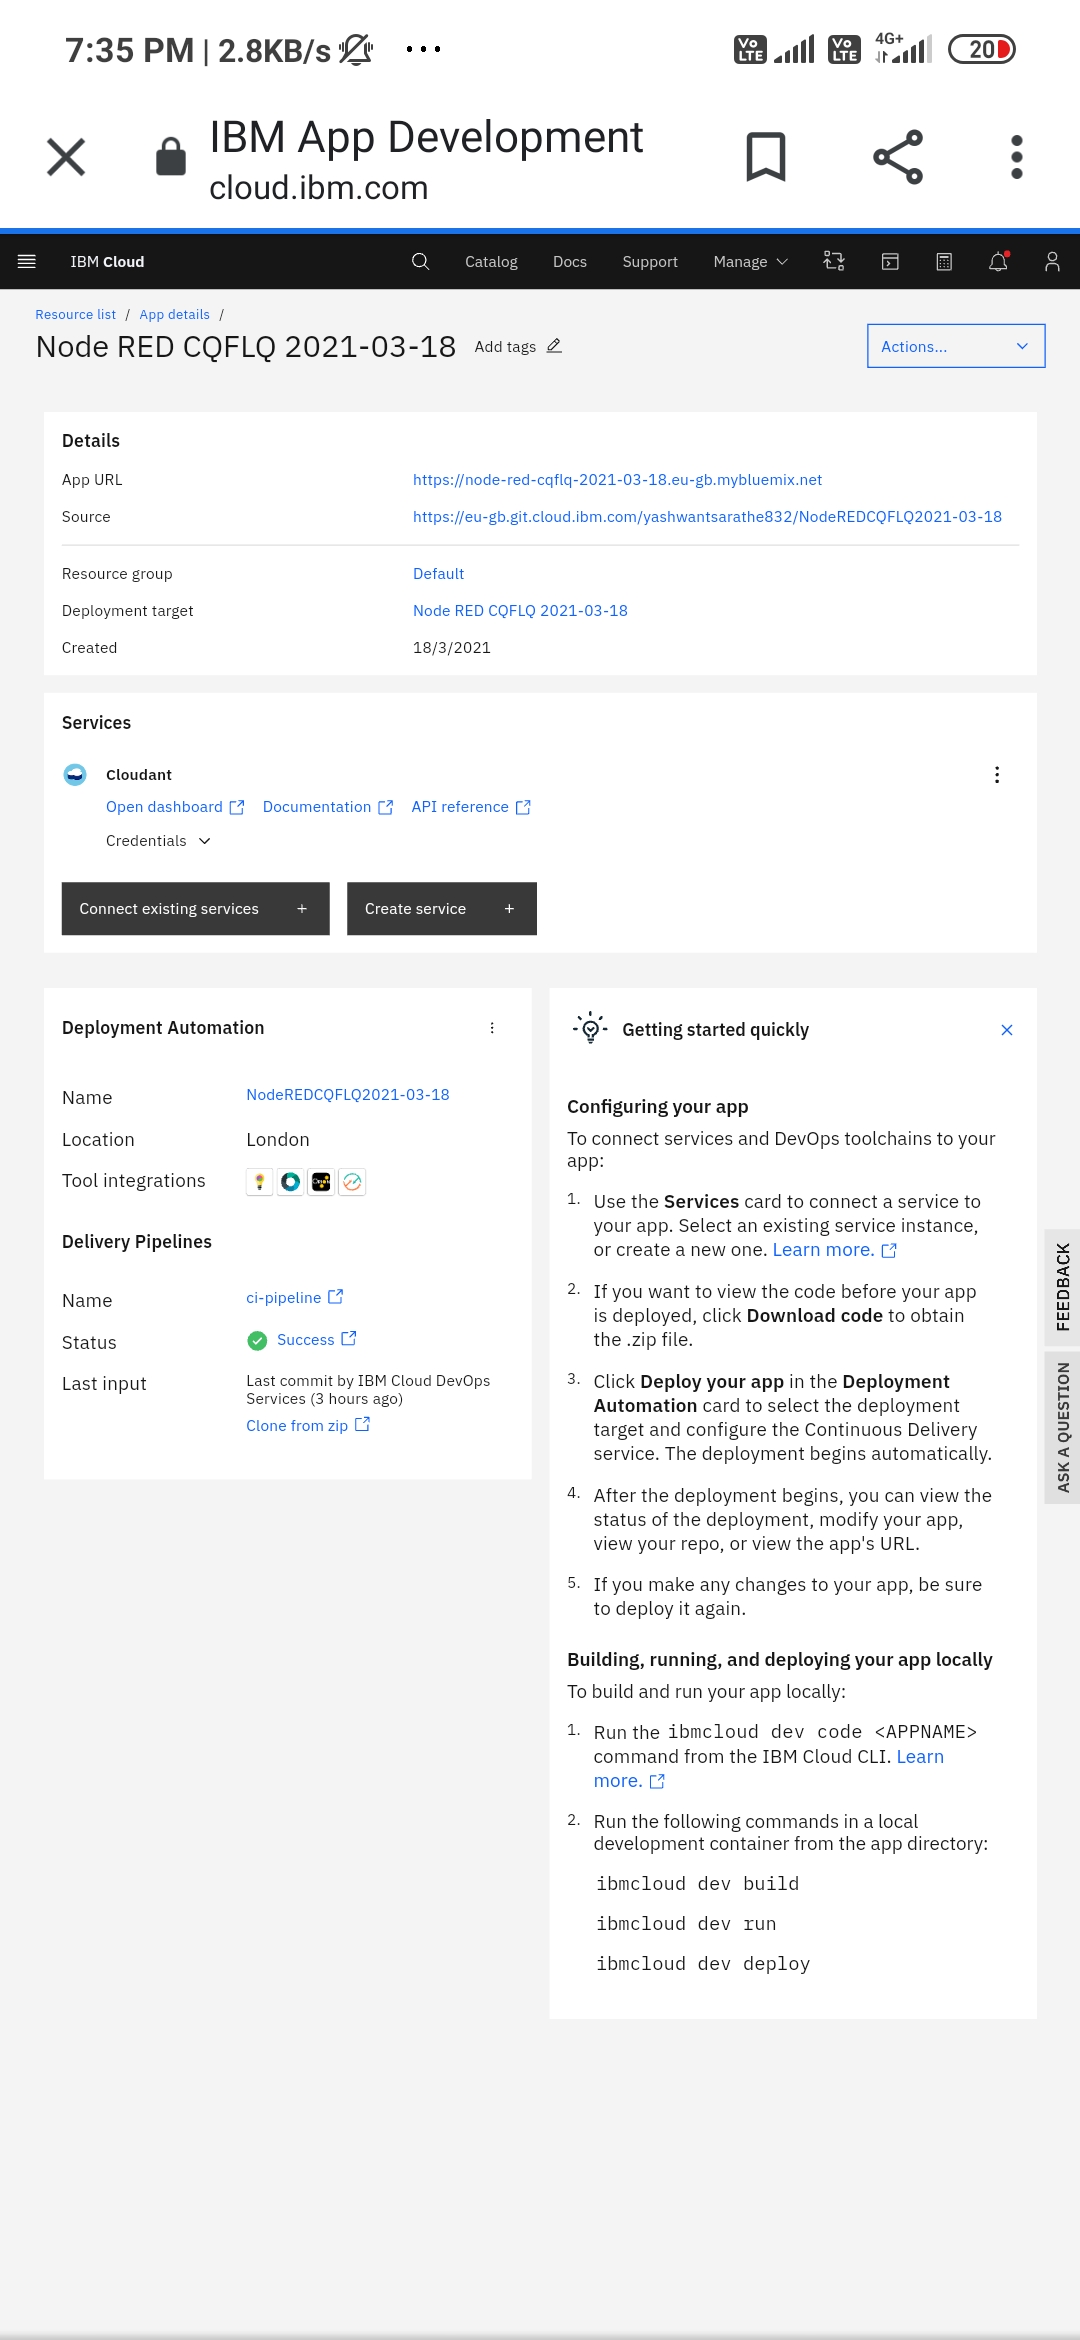 7:35 PM | 2.8KB/s ...
Vo LTE Vo LTE 4G+ 20
IBM App Development
cloud.ibm.com
IBM Cloud Catalog Docs Support Manage
Resource list / App details /
Node RED CQFLQ 2021-03-18 Add tags Actions...
Details
App URL https://node-red-cqflq-2021-03-18.eu-gb.mybluemix.net
Source https://eu-gb.git.cloud.ibm.com/yashwantsarathe832/NodeREDCQFLQ2021-03-18
Resource group Default
Deployment target Node RED CQFLQ 2021-03-18
Created 18/3/2021
Services
Cloudant
Open dashboard Documentation API reference
Credentials
Connect existing services + Create service +
Deployment Automation
Name NodeREDCQFLQ2021-03-18
Location London
Tool integrations
Delivery Pipelines
Name ci-pipeline
Status Success
Last input Last commit by IBM Cloud DevOps
Services (3 hours ago)
Clone from zip
Getting started quickly
Configuring your app
To connect services and DevOps toolchains to your
app:
1. Use the Services card to connect a service to
your app. Select an existing service instance,
or create a new one. Learn more.
2. If you want to view the code before your app
is deployed, click Download code to obtain
the .zip file.
3. Click Deploy your app in the Deployment
Automation card to select the deployment
target and configure the Continuous Delivery
service. The deployment begins automatically.
4. After the deployment begins, you can view the
status of the deployment, modify your app,
view your repo, or view the app's URL.
5. If you make any changes to your app, be sure
to deploy it again.
Building, running, and deploying your app locally
To build and run your app locally:
1. Run the ibmcloud dev code <APPNAME>
command from the IBM Cloud CLI. Learn
more.
2. Run the following commands in a local
development container from the app directory:
ibmcloud dev build
ibmcloud dev run
ibmcloud dev deploy
FEEDBACK
ASK A QUESTION